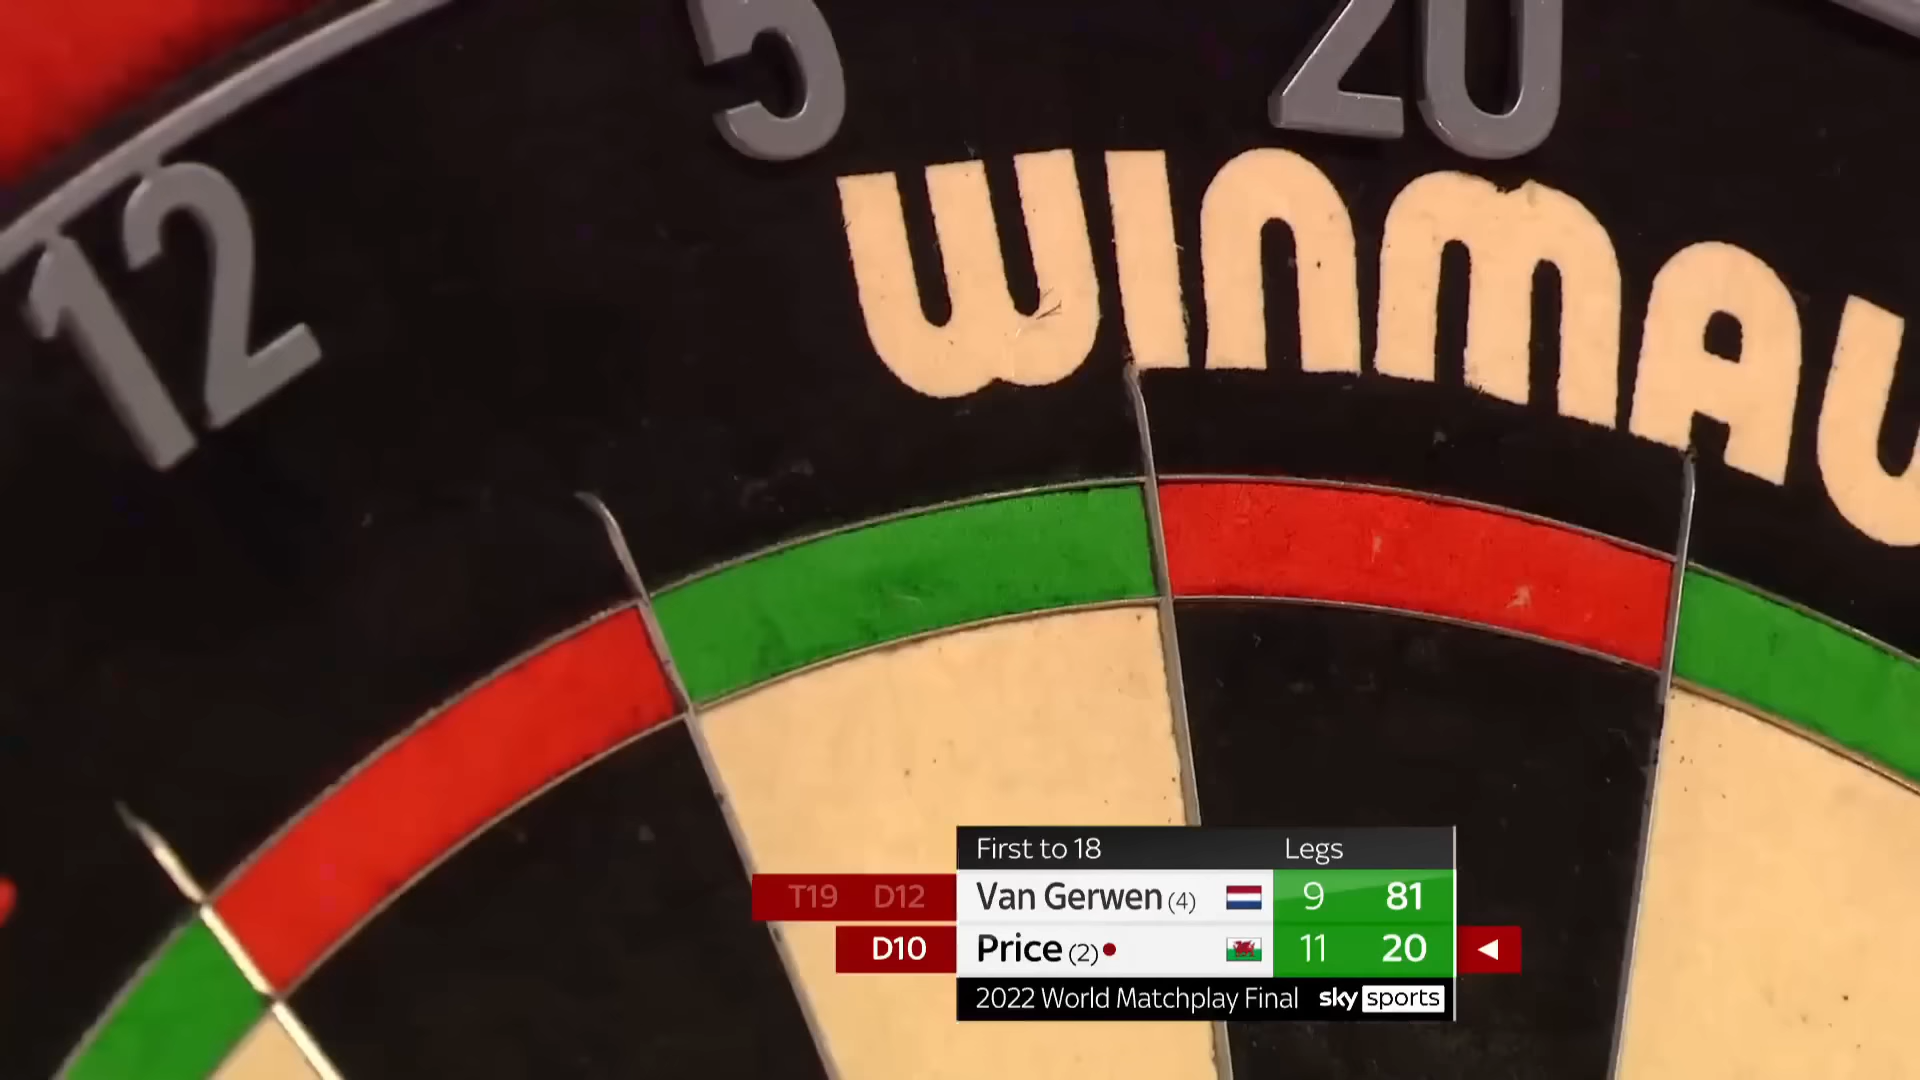 5 20
12
WINMAU
First to 18 Legs
T19 D12 Van Gerwen (4) 9 81
D10 Price (2) 11 20
2022 World Matchplay Final sky sports